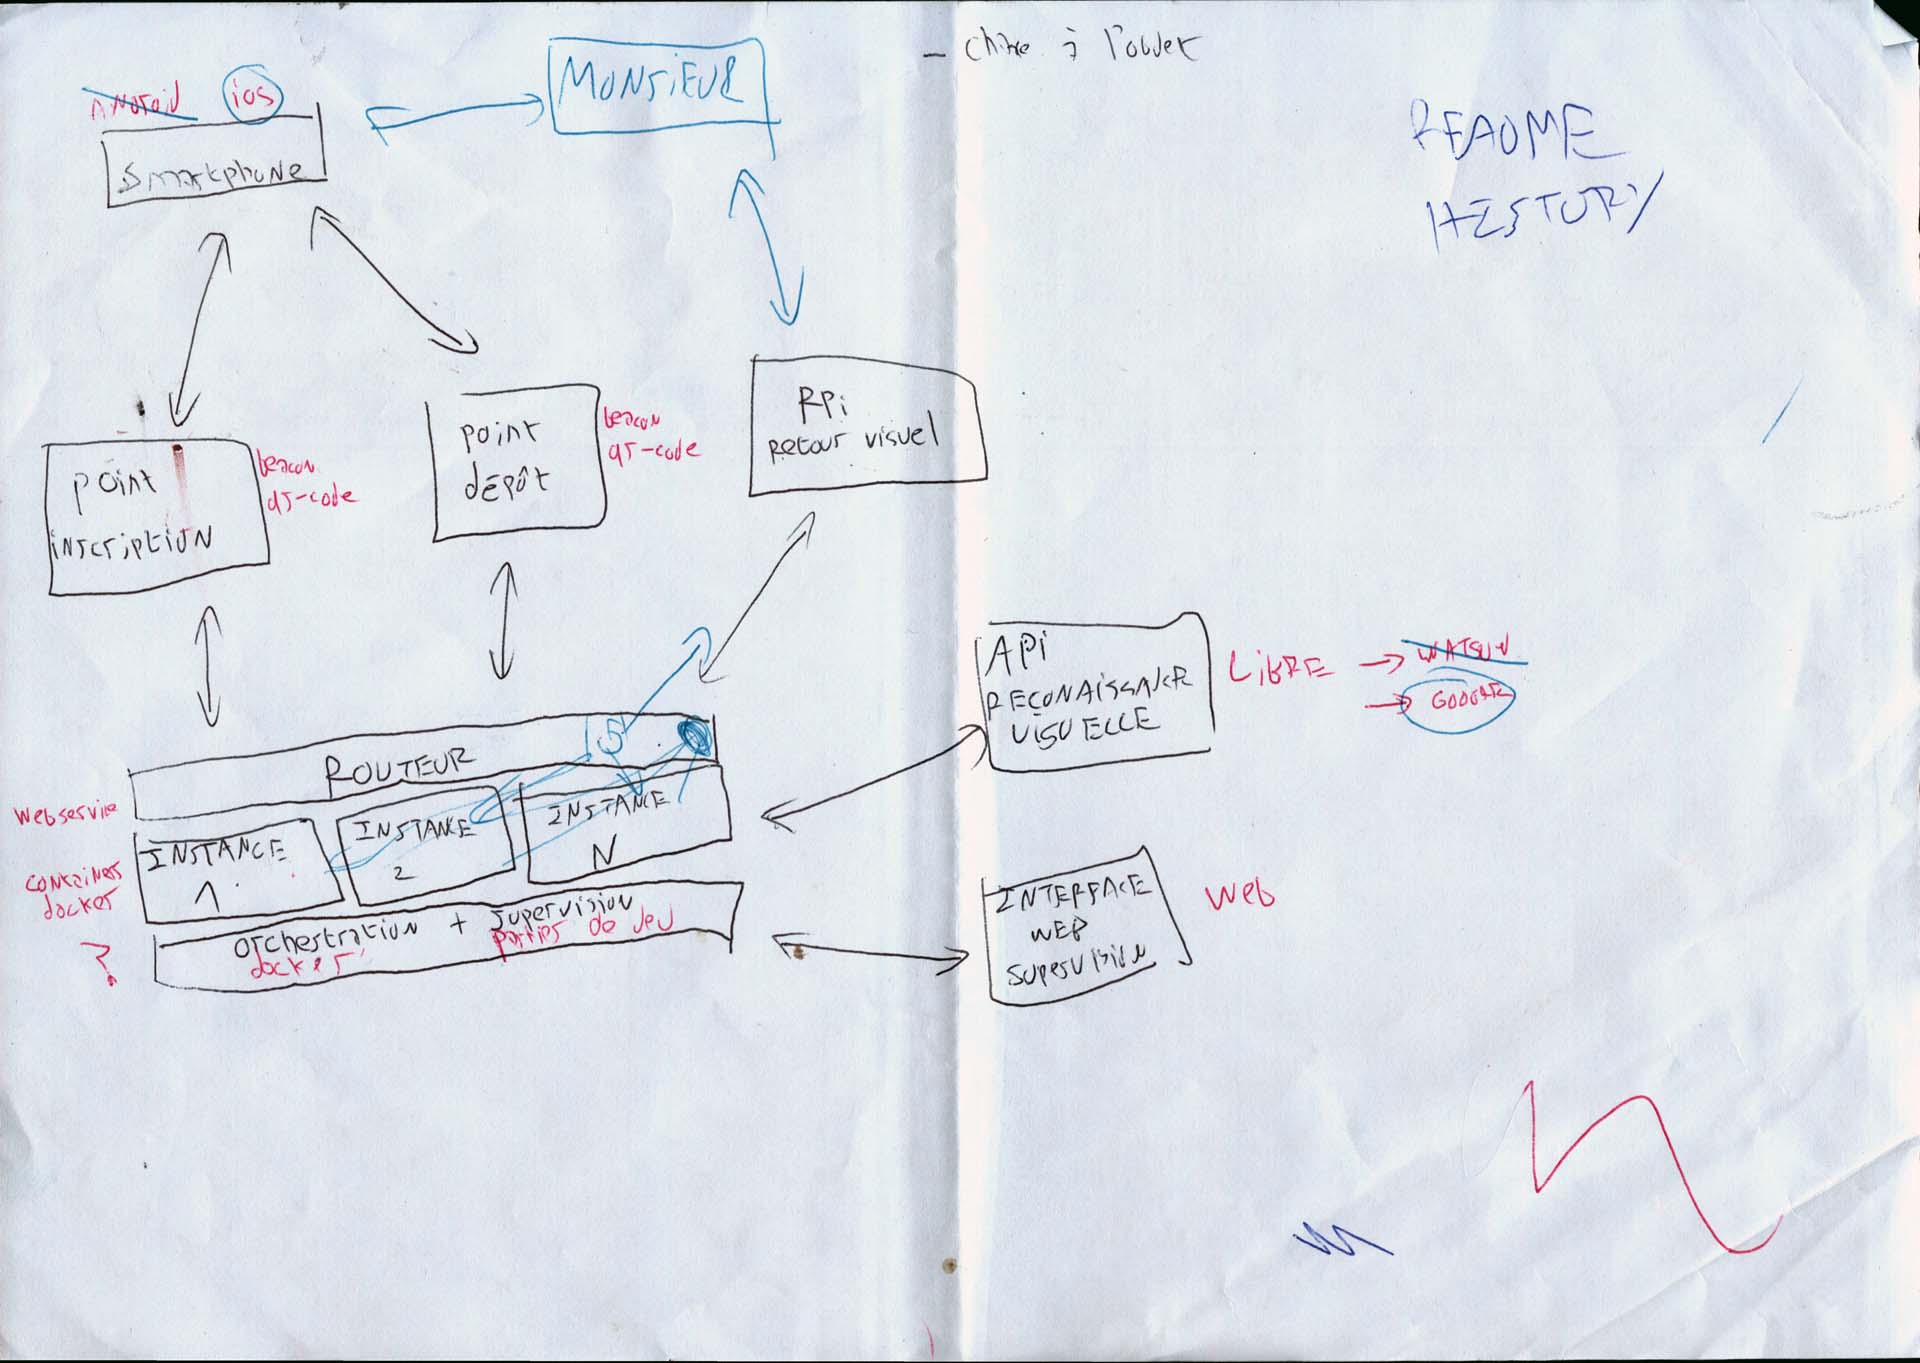 - chasse à l'objet
ANDROID iOS
MONSIEUR
README
HISTORY
Smartphone
RPi
Retour visuel
point
dépôt
beacon
qr-code
point
inscription
beacon
qr-code
API
RECONAISSANCE
VISUELLE
LIBRE → WATSON
→ GOOGLE
ROUTEUR
Webservice
INSTANCE
1
INSTANCE
2
INSTANCE
N
containers
docker
orchestration + supervision
docker
parties de jeu
?
INTERFACE
WEB
supervision
Web